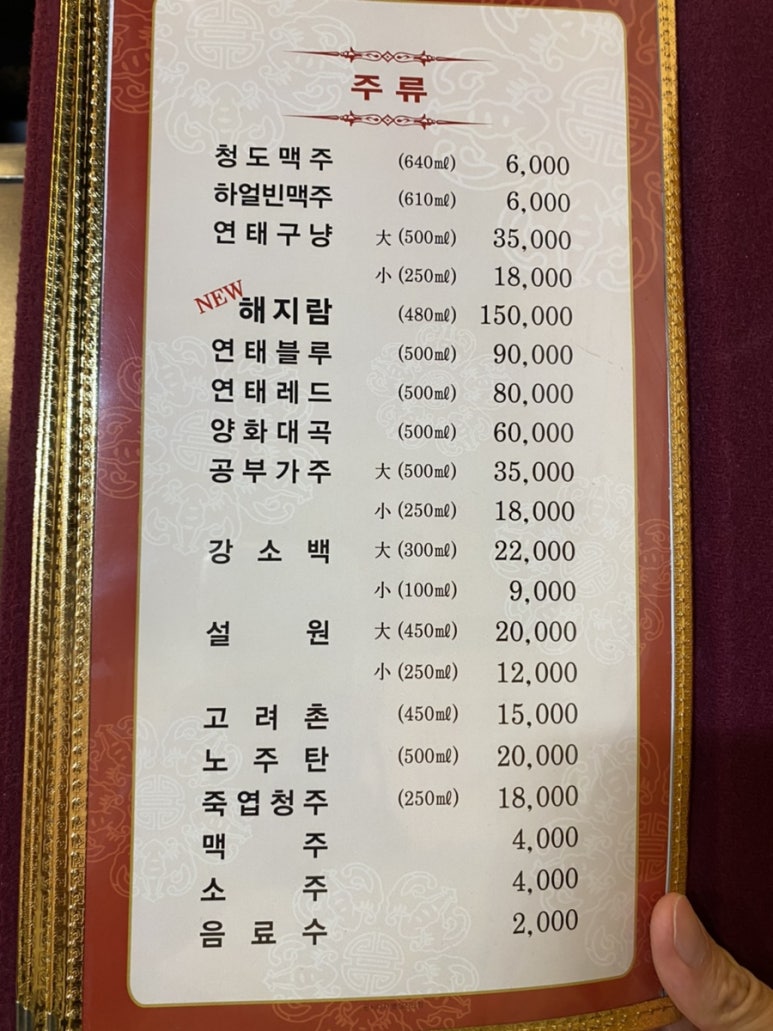 주류
청도맥주 (640㎖) 6,000
하얼빈맥주 (610㎖) 6,000
연태구냥 大 (500㎖) 35,000
小 (250㎖) 18,000
NEW 해지람 (480㎖) 150,000
연태블루 (500㎖) 90,000
연태레드 (500㎖) 80,000
양화대곡 (500㎖) 60,000
공부가주 大 (500㎖) 35,000
小 (250㎖) 18,000
강소백 大 (300㎖) 22,000
小 (100㎖) 9,000
설원 大 (450㎖) 20,000
小 (250㎖) 12,000
고려촌 (450㎖) 15,000
노주탄 (500㎖) 20,000
죽엽청주 (250㎖) 18,000
맥주 4,000
소주 4,000
음료수 2,000